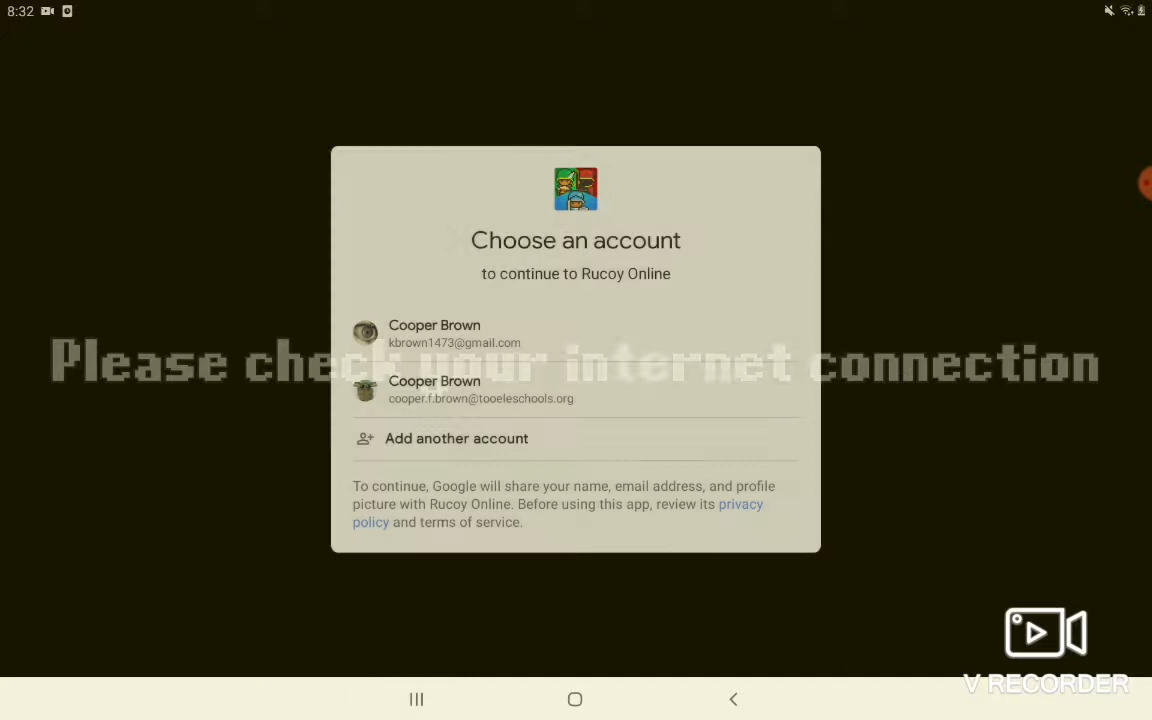 8:32
Choose an account
to continue to Rucoy Online
Cooper Brown
kbrown1473@gmail.com
Please check your internet connection
Cooper Brown
cooper.f.brown@tooeleschools.org
Add another account
To continue, Google will share your name, email address, and profile
picture with Rucoy Online. Before using this app, review its privacy
policy and terms of service.
V RECORDER